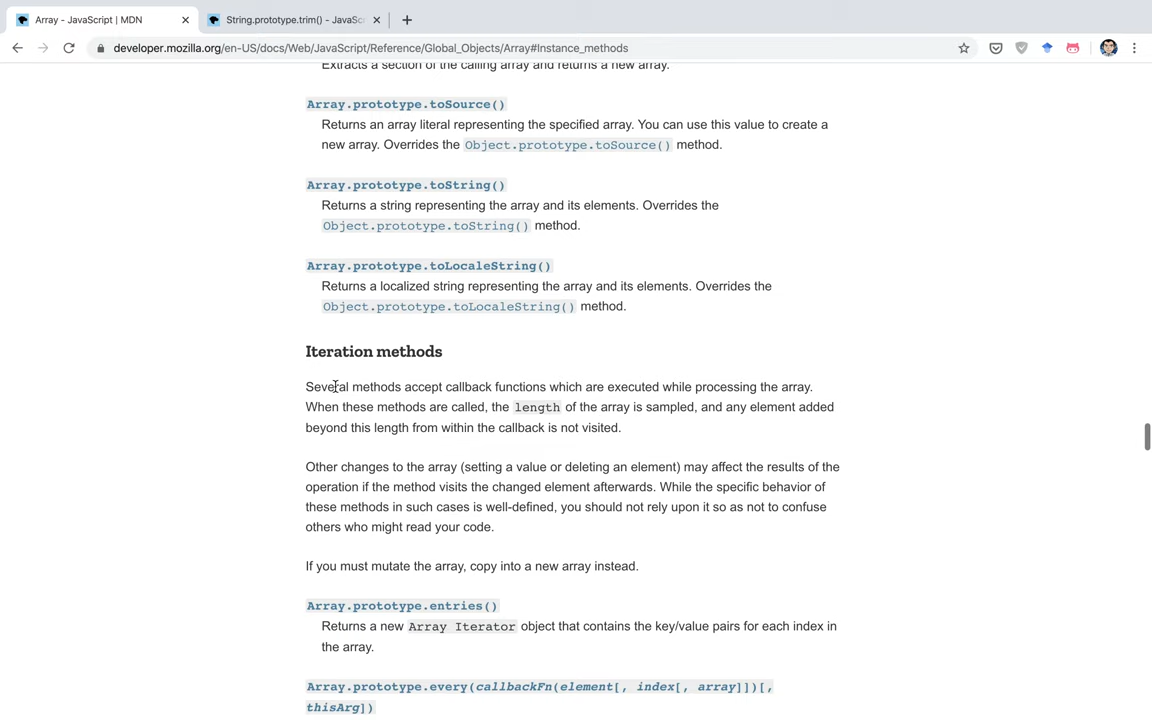 Array - JavaScript | MDN
String.prototype.trim() - JavaSc
developer.mozilla.org/en-US/docs/Web/JavaScript/Reference/Global_Objects/Array#Instance_methods
Extracts a section of the calling array and returns a new array.
Array.prototype.toSource()
Returns an array literal representing the specified array. You can use this value to create a
new array. Overrides the Object.prototype.toSource() method.
Array.prototype.toString()
Returns a string representing the array and its elements. Overrides the
Object.prototype.toString() method.
Array.prototype.toLocaleString()
Returns a localized string representing the array and its elements. Overrides the
Object.prototype.toLocaleString() method.
Iteration methods
Several methods accept callback functions which are executed while processing the array.
When these methods are called, the length of the array is sampled, and any element added
beyond this length from within the callback is not visited.
Other changes to the array (setting a value or deleting an element) may affect the results of the
operation if the method visits the changed element afterwards. While the specific behavior of
these methods in such cases is well-defined, you should not rely upon it so as not to confuse
others who might read your code.
If you must mutate the array, copy into a new array instead.
Array.prototype.entries()
Returns a new Array Iterator object that contains the key/value pairs for each index in
the array.
Array.prototype.every(callbackFn(element[, index[, array]])[,
thisArg])